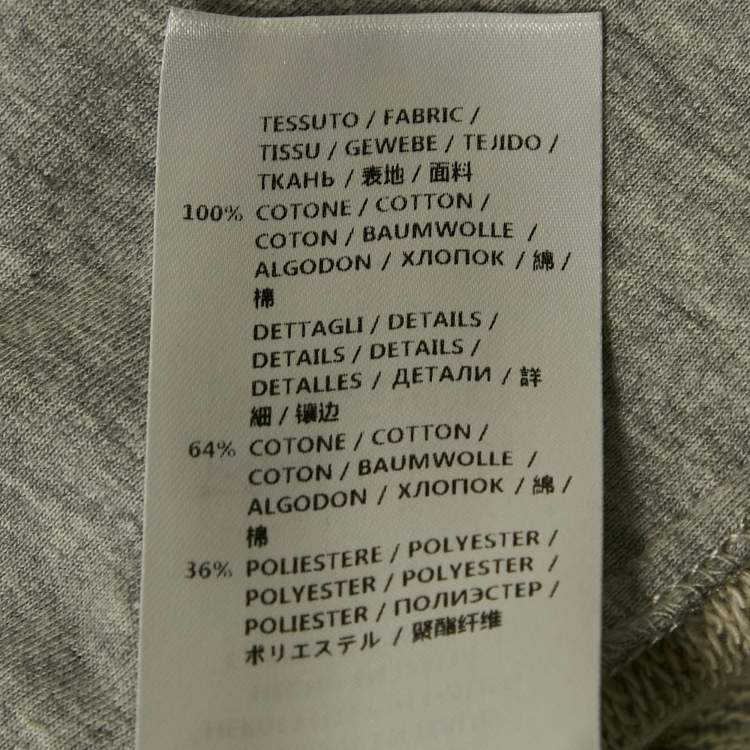 TESSUTO / FABRIC /
TISSU / GEWEBE / TEJIDO /
ТКАНЬ / 表地 / 面料
100% COTONE / COTTON /
COTON / BAUMWOLLE /
ALGODON / ХЛОПОК / 綿 /
棉
DETTAGLI / DETAILS /
DETAILS / DETAILS /
DETALLES / ДЕТАЛИ / 詳
細 / 镶边
64% COTONE / COTTON /
COTON / BAUMWOLLE /
ALGODON / ХЛОПОК / 綿 /
棉
36% POLIESTERE / POLYESTER /
POLYESTER / POLYESTER /
POLIESTER / ПОЛИЭСТЕР /
ポリエステル / 聚酯纤维